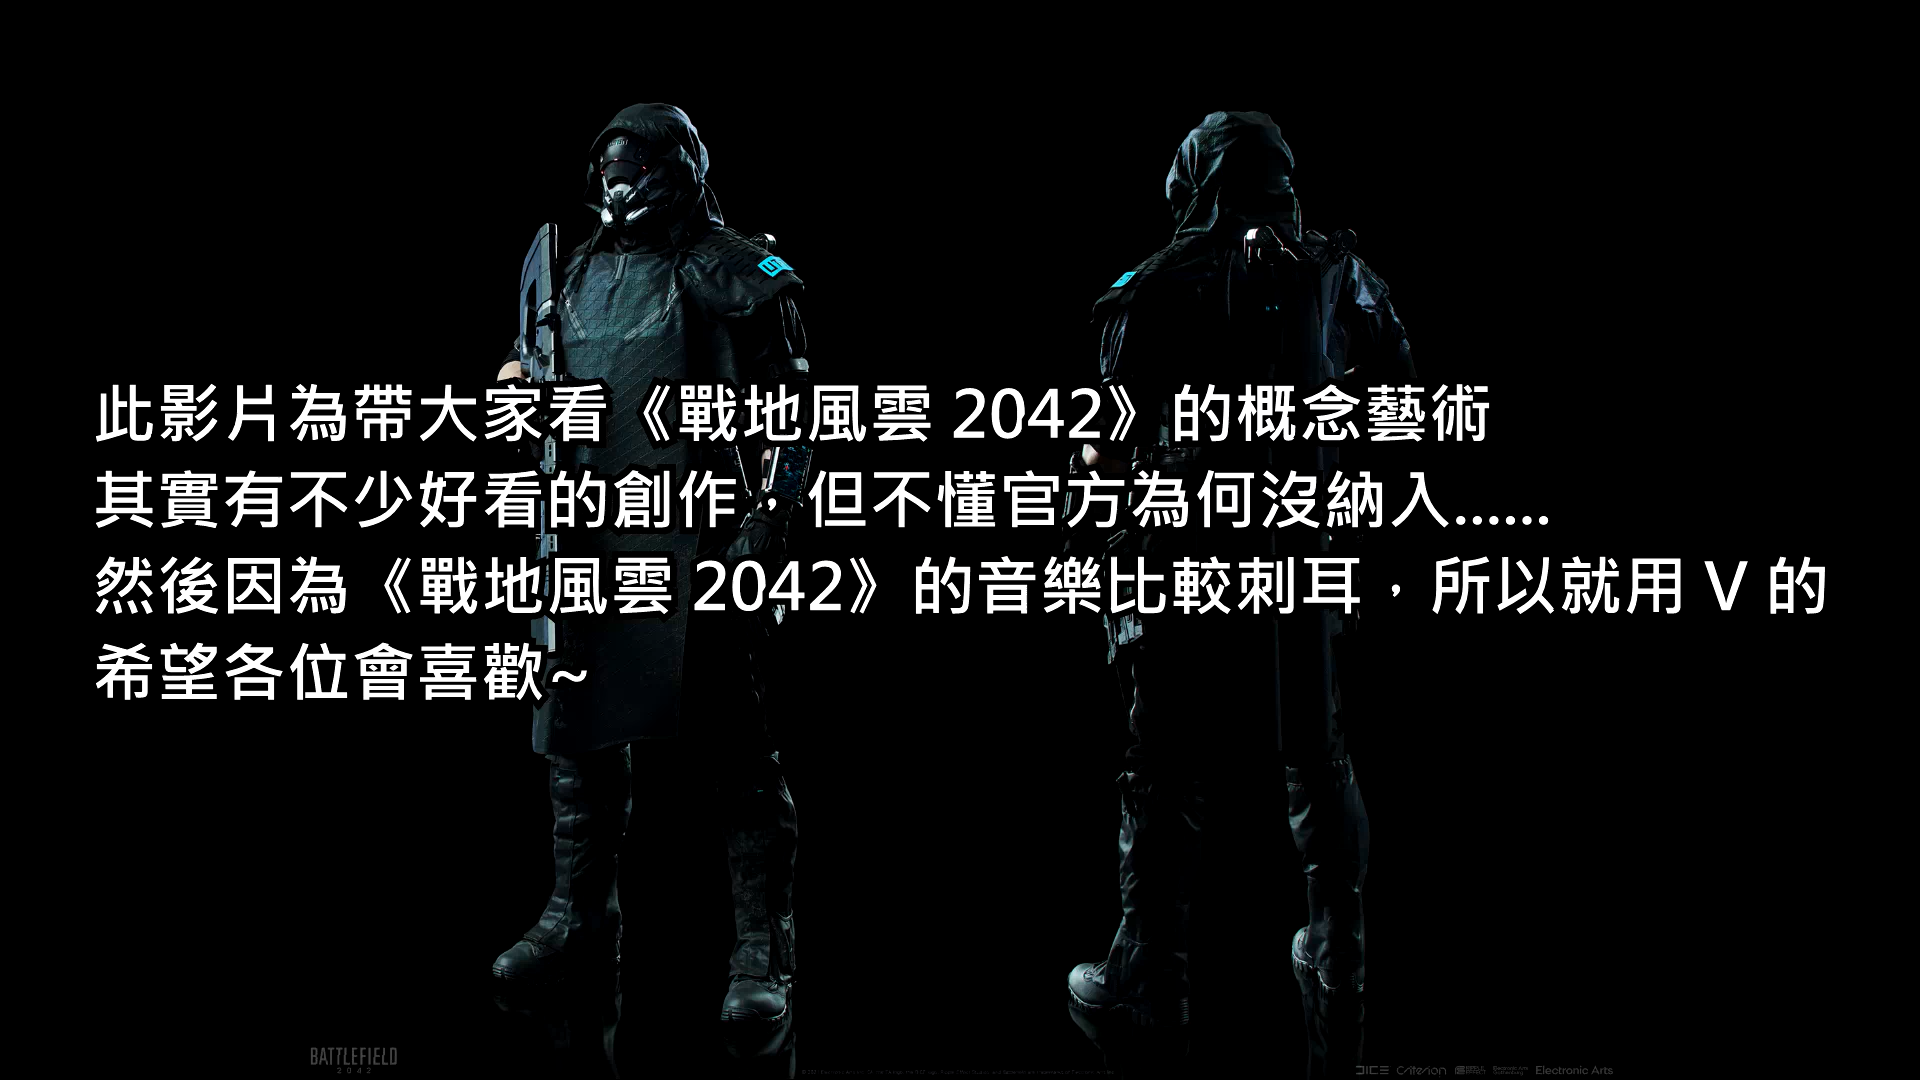 此影片為帶大家看《戰地風雲 2042》的概念藝術
其實有不少好看的創作，但不懂官方為何沒納入......
然後因為《戰地風雲 2042》的音樂比較刺耳，所以就用 V 的
希望各位會喜歡~
BATTLEFIELD
2042
DICE Criterion Electronic Arts